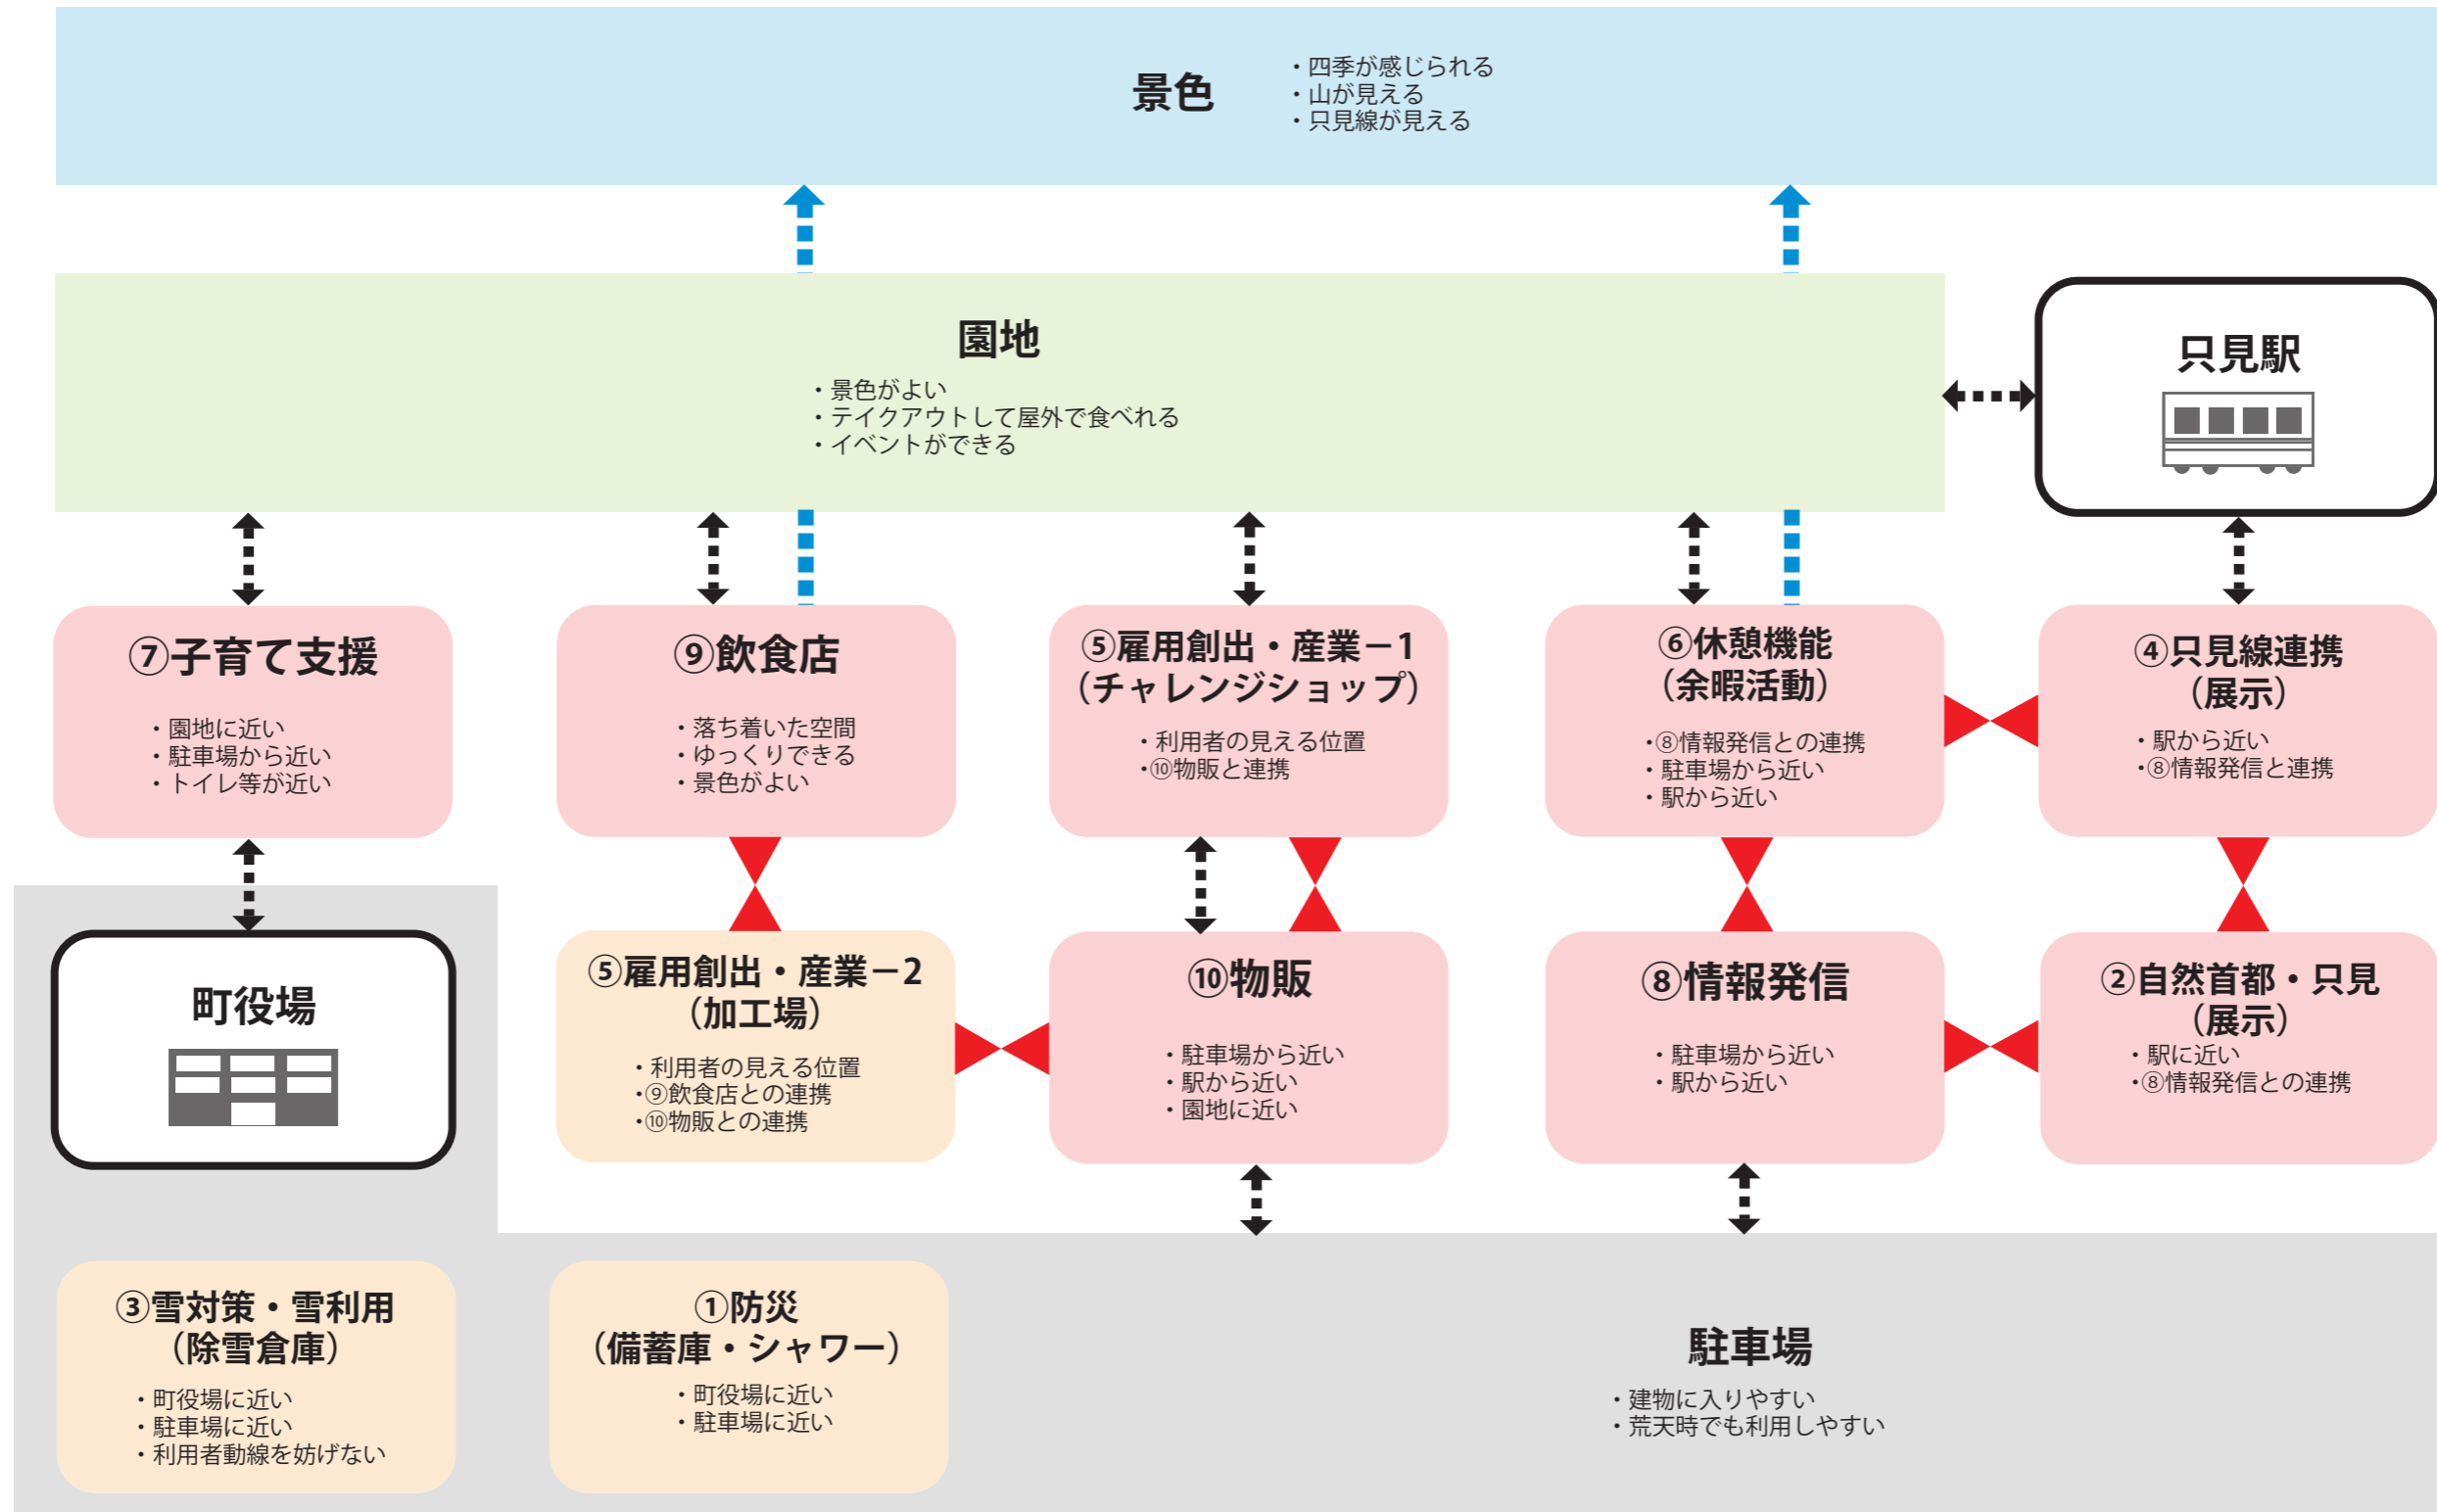 景色
・四季が感じられる
・山が見える
・只見線が見える
園地
・景色がよい
・テイクアウトして屋外で食べれる
・イベントができる
只見駅
⑦子育て支援
・園地に近い
・駐車場から近い
・トイレ等が近い
⑨飲食店
・落ち着いた空間
・ゆっくりできる
・景色がよい
⑤雇用創出・産業－1
（チャレンジショップ）
・利用者の見える位置
・⑩物販と連携
⑥休憩機能
（余暇活動）
・⑧情報発信との連携
・駐車場から近い
・駅から近い
④只見線連携
（展示）
・駅から近い
・⑧情報発信と連携
町役場
⑤雇用創出・産業－2
（加工場）
・利用者の見える位置
・⑨飲食店との連携
・⑩物販との連携
⑩物販
・駐車場から近い
・駅から近い
・園地に近い
⑧情報発信
・駐車場から近い
・駅から近い
②自然首都・只見
（展示）
・駅に近い
・⑧情報発信との連携
③雪対策・雪利用
（除雪倉庫）
・町役場に近い
・駐車場に近い
・利用者動線を妨げない
①防災
（備蓄庫・シャワー）
・町役場に近い
・駐車場に近い
駐車場
・建物に入りやすい
・荒天時でも利用しやすい